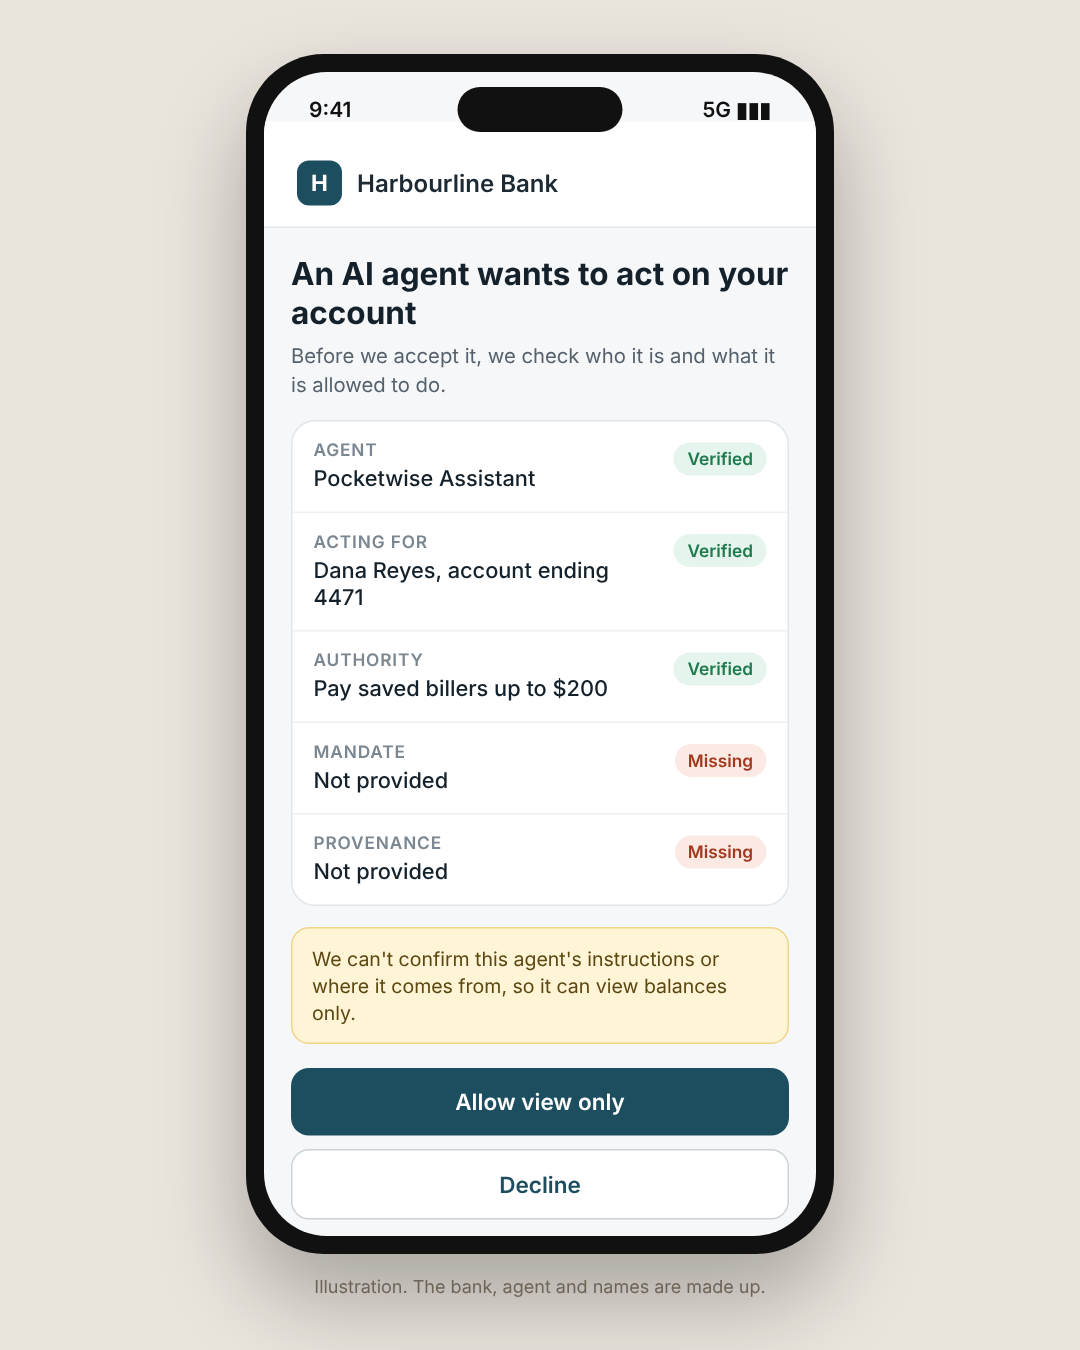 9:41
5G
H
Harbourline Bank
An AI agent wants to act on your
account
Before we accept it, we check who it is and what it
is allowed to do.
AGENT
Verified
Pocketwise Assistant
ACTING FOR
Verified
Dana Reyes, account ending
4471
AUTHORITY
Verified
Pay saved billers up to $200
MANDATE
Missing
Not provided
PROVENANCE
Missing
Not provided
We can't confirm this agent's instructions or
where it comes from, so it can view balances
only.
Allow view only
Decline
Illustration. The bank, agent and names are made up.